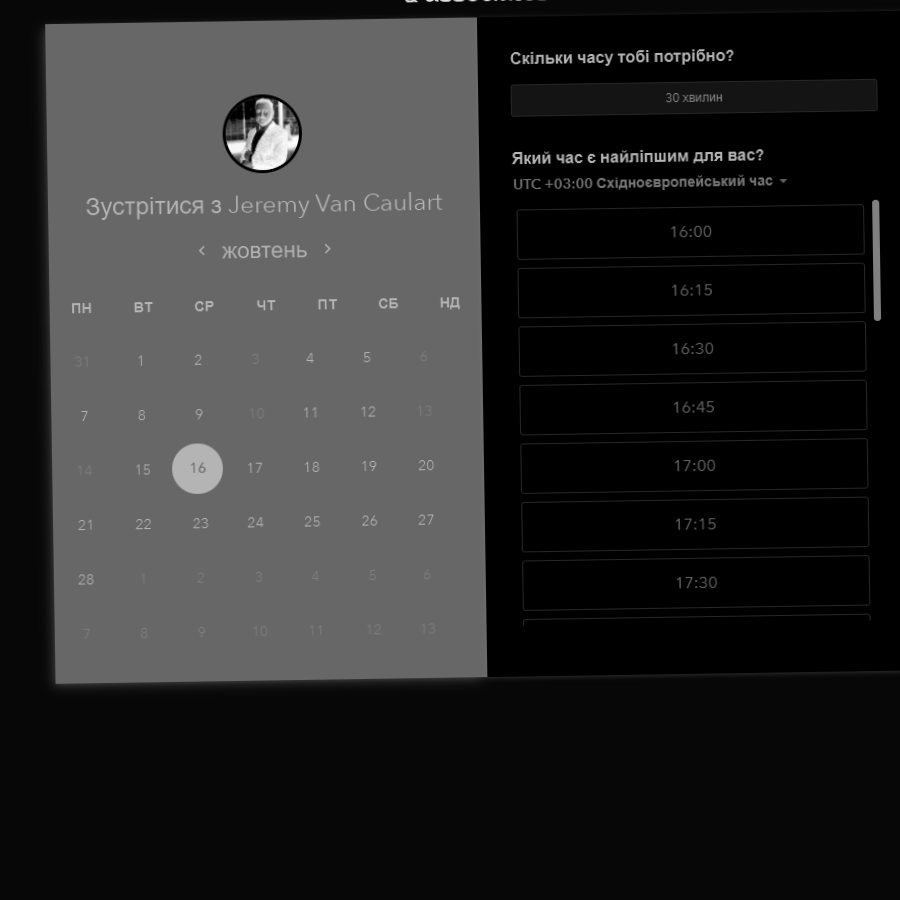 Зустрітися з Jeremy Van Caulart
жовтень
ПН ВТ СР ЧТ ПТ СБ НД
31 1 2 3 4 5 6
7 8 9 10 11 12 13
14 15 16 17 18 19 20
21 22 23 24 25 26 27
28 1 2 3 4 5 6
7 8 9 10 11 12 13
Скільки часу тобі потрібно?
30 хвилин
Який час є найліпшим для вас?
UTC +03:00 Східноєвропейський час
16:00
16:15
16:30
16:45
17:00
17:15
17:30